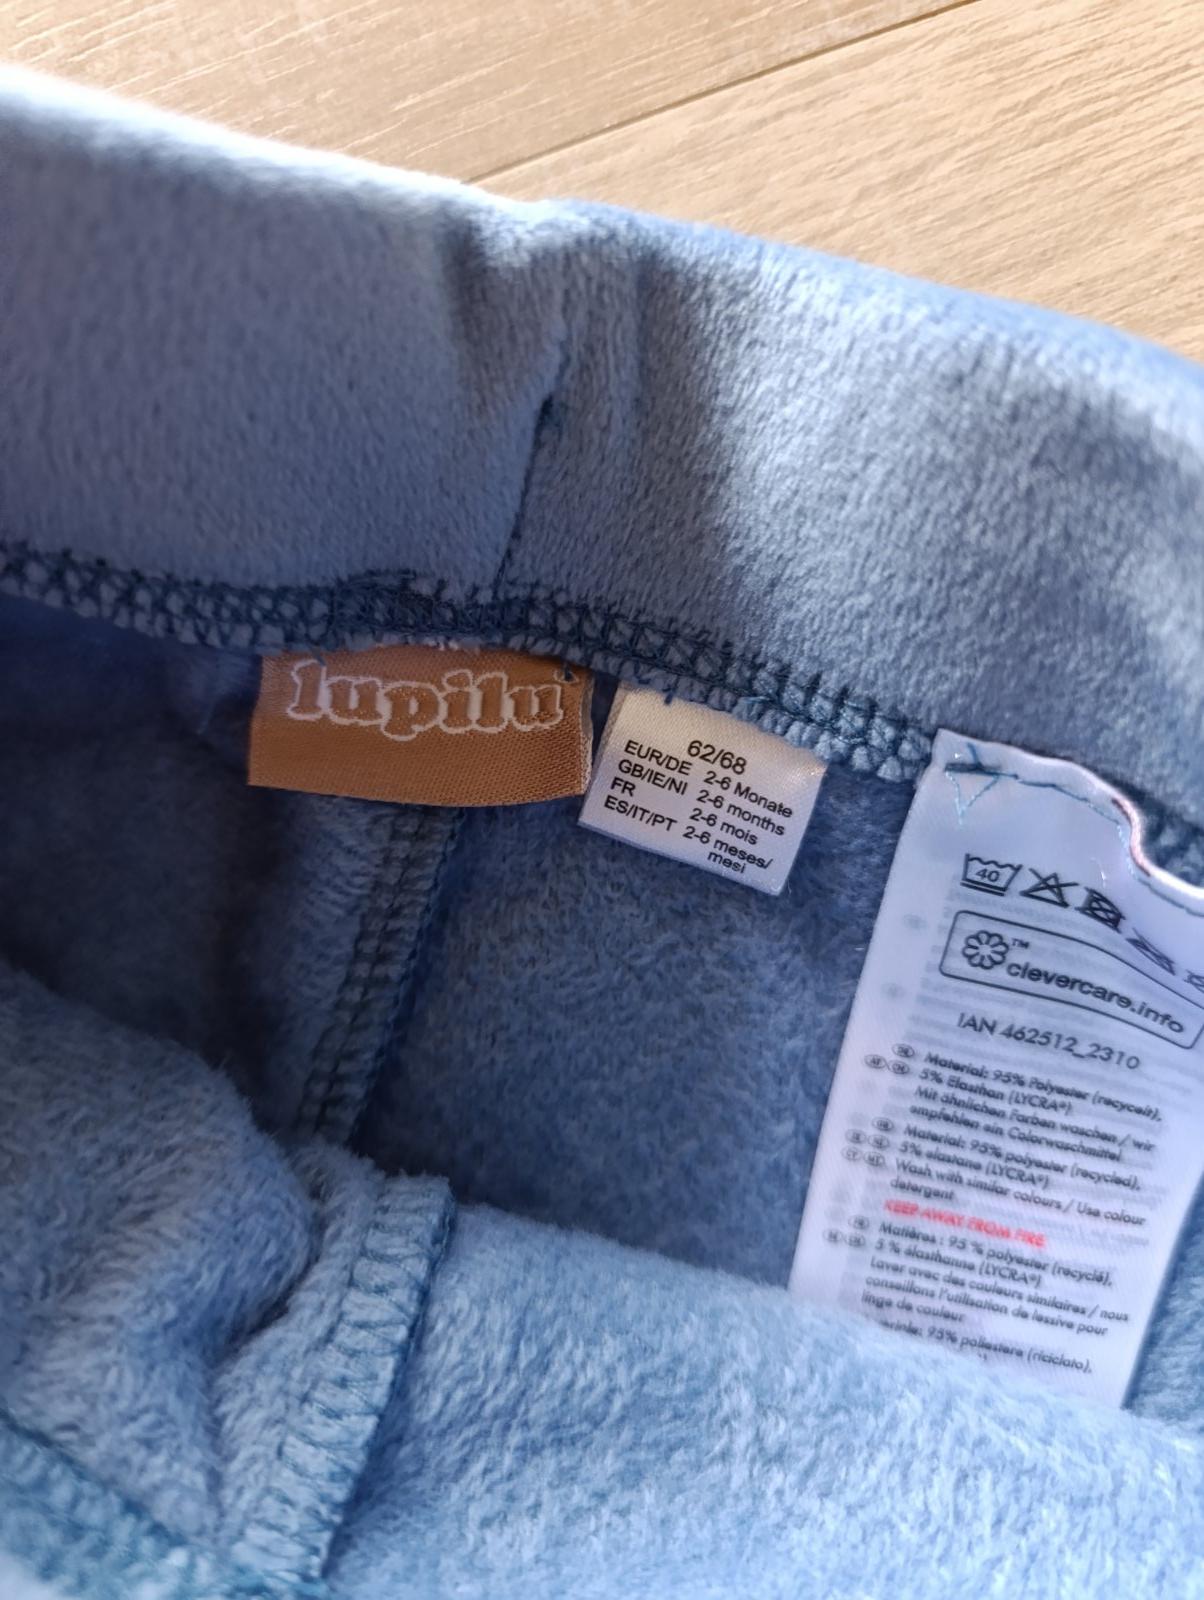 lupilu
62/68
EUR/DE 2-6 Monate
GB/IE/NI 2-6 months
FR 2-6 mois
ES/IT/PT 2-6 meses/
mesi
40
™
clevercare.info
IAN 462512_2310
Material: 95% Polyester (recycelt),
5% Elasthan (LYCRA®)
Mit ähnlichen Farben waschen / wir
empfehlen ein Colorwaschmittel
Material: 95% polyester (recycled),
5% elastane (LYCRA®)
Wash with similar colours / Use colour
detergent
KEEP AWAY FROM FIRE
Matières : 95 % polyester (recyclé),
5 % élasthanne (LYCRA®)
Laver avec des couleurs similaires / nous
conseillons l'utilisation de lessive pour
linge de couleur
95% poliestere (riciclato),